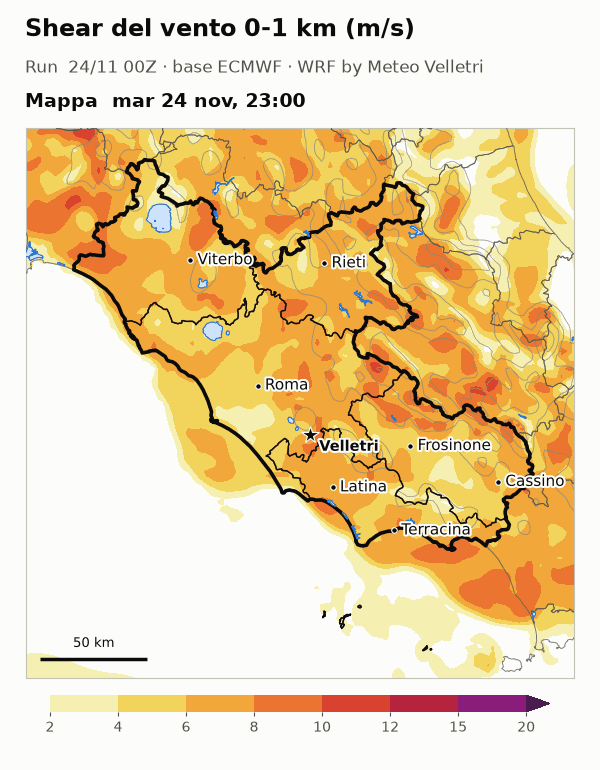 Shear del vento 0-1 km (m/s)
Run  24/11 00Z · base ECMWF · WRF by Meteo Velletri
Mappa  mar 24 nov, 23:00
Viterbo
Rieti
Roma
Velletri
Frosinone
Cassino
Latina
Terracina
50 km
2 4 6 8 10 12 15 20